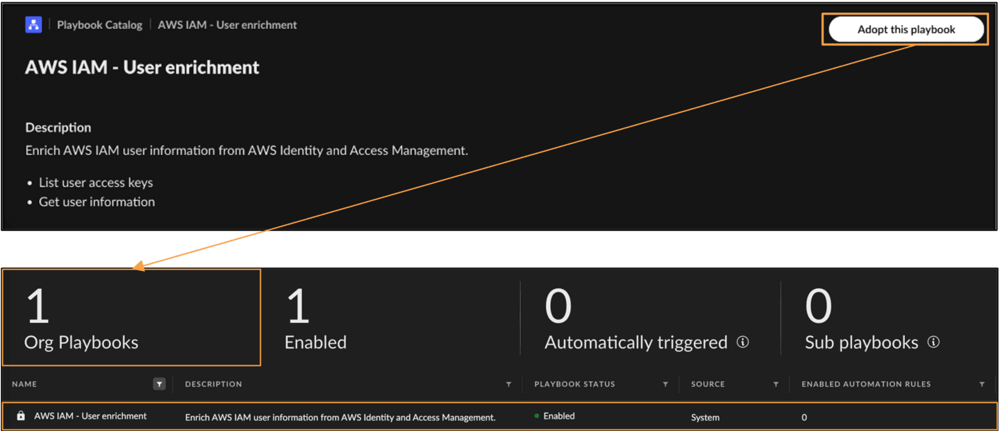 Playbook Catalog | AWS IAM - User enrichment
Adopt this playbook
AWS IAM - User enrichment
Description
Enrich AWS IAM user information from AWS Identity and Access Management.
• List user access keys
• Get user information
1 1 0 0
Org Playbooks Enabled Automatically triggered Sub playbooks
NAME DESCRIPTION PLAYBOOK STATUS SOURCE ENABLED AUTOMATION RULES
AWS IAM - User enrichment Enrich AWS IAM user information from AWS Identity and Access Management. Enabled System 0